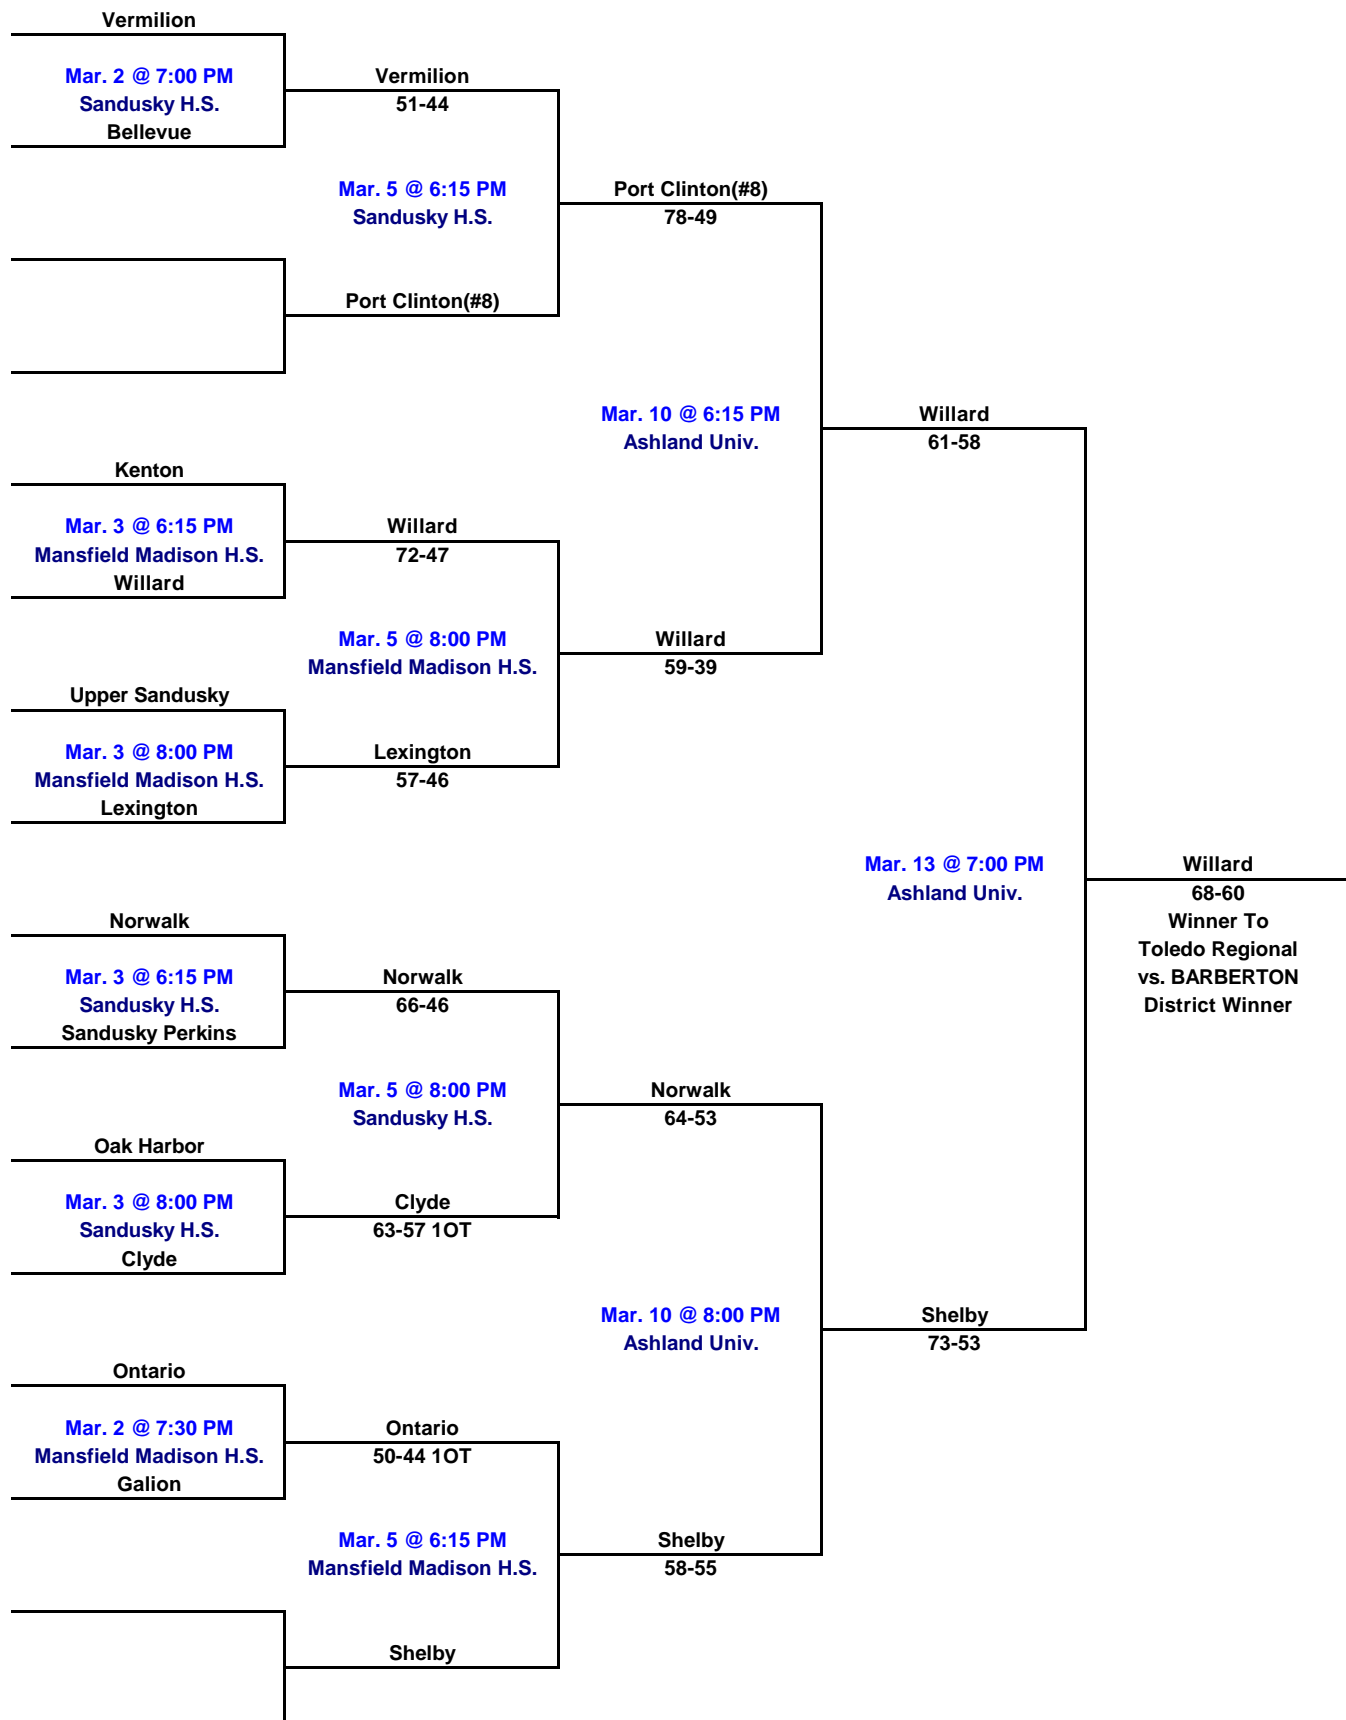 Vermilion
Mar. 2 @ 7:00 PM
Sandusky H.S.
Bellevue
Vermilion
51-44
Mar. 5 @ 6:15 PM
Sandusky H.S.
Port Clinton(#8)
78-49
Port Clinton(#8)
Mar. 10 @ 6:15 PM
Ashland Univ.
Willard
61-58
Kenton
Mar. 3 @ 6:15 PM
Mansfield Madison H.S.
Willard
Willard
72-47
Mar. 5 @ 8:00 PM
Mansfield Madison H.S.
Willard
59-39
Upper Sandusky
Mar. 3 @ 8:00 PM
Mansfield Madison H.S.
Lexington
Lexington
57-46
Mar. 13 @ 7:00 PM
Ashland Univ.
Willard
68-60
Winner To
Toledo Regional
vs. BARBERTON
District Winner
Norwalk
Mar. 3 @ 6:15 PM
Sandusky H.S.
Sandusky Perkins
Norwalk
66-46
Mar. 5 @ 8:00 PM
Sandusky H.S.
Norwalk
64-53
Oak Harbor
Mar. 3 @ 8:00 PM
Sandusky H.S.
Clyde
Clyde
63-57 1OT
Mar. 10 @ 8:00 PM
Ashland Univ.
Shelby
73-53
Ontario
Mar. 2 @ 7:30 PM
Mansfield Madison H.S.
Galion
Ontario
50-44 1OT
Mar. 5 @ 6:15 PM
Mansfield Madison H.S.
Shelby
58-55
Shelby